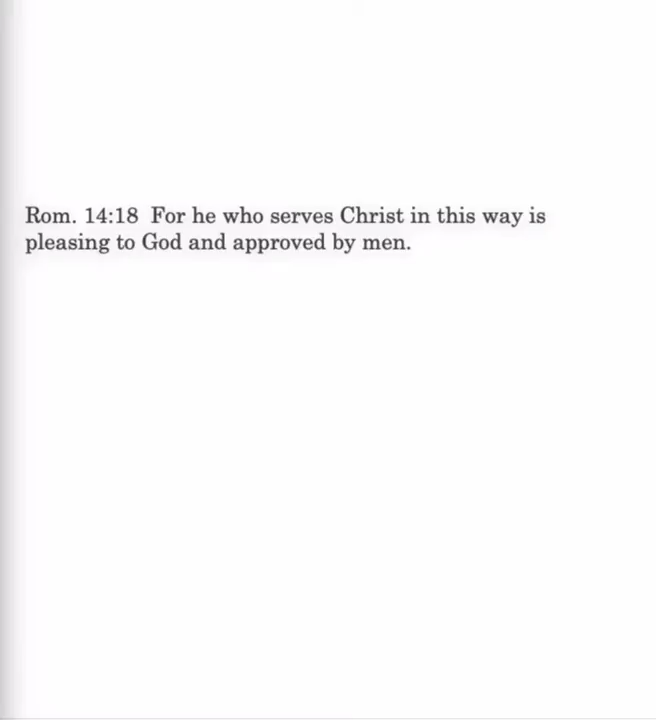 Rom. 14:18 For he who serves Christ in this way is
pleasing to God and approved by men.